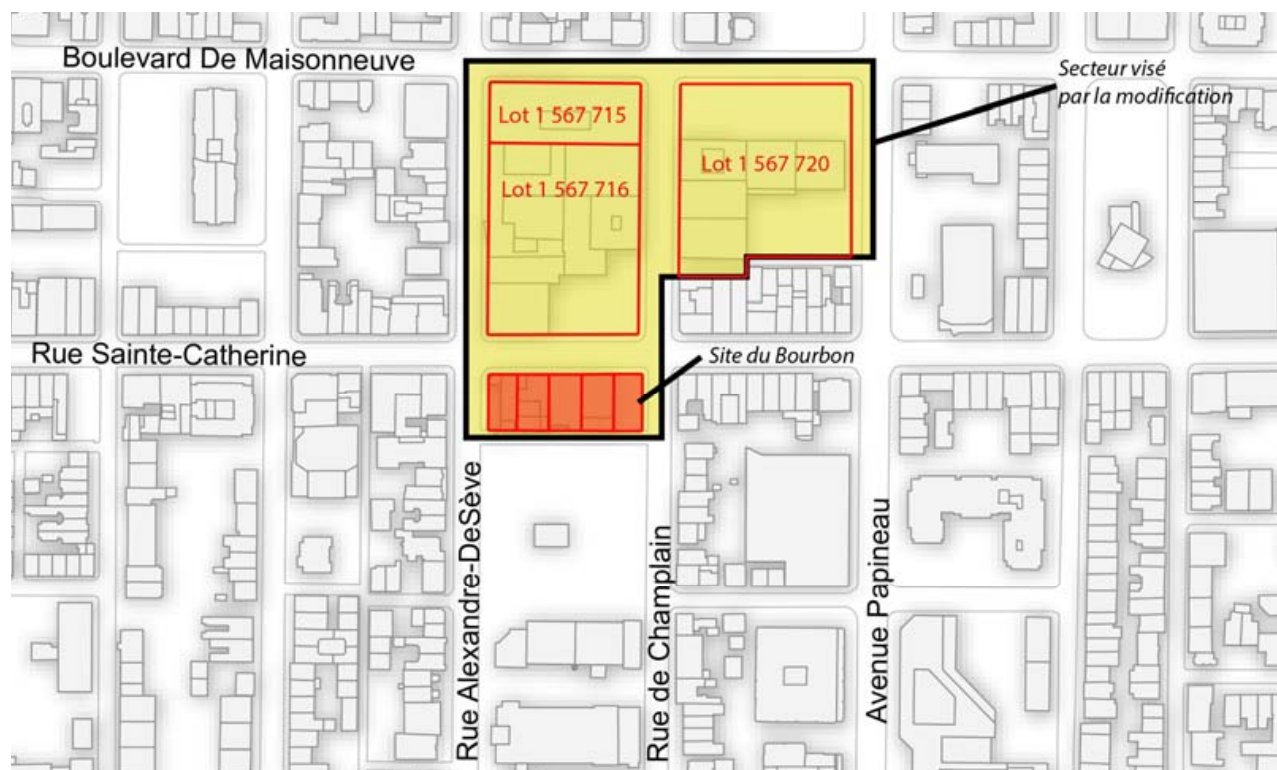 Boulevard De Maisonneuve
Secteur visé
par la modification
Lot 1 567 715
Lot 1 567 720
Lot 1 567 716
Rue Sainte-Catherine
Site du Bourbon
Rue Alexandre-DeSève
Rue de Champlain
Avenue Papineau